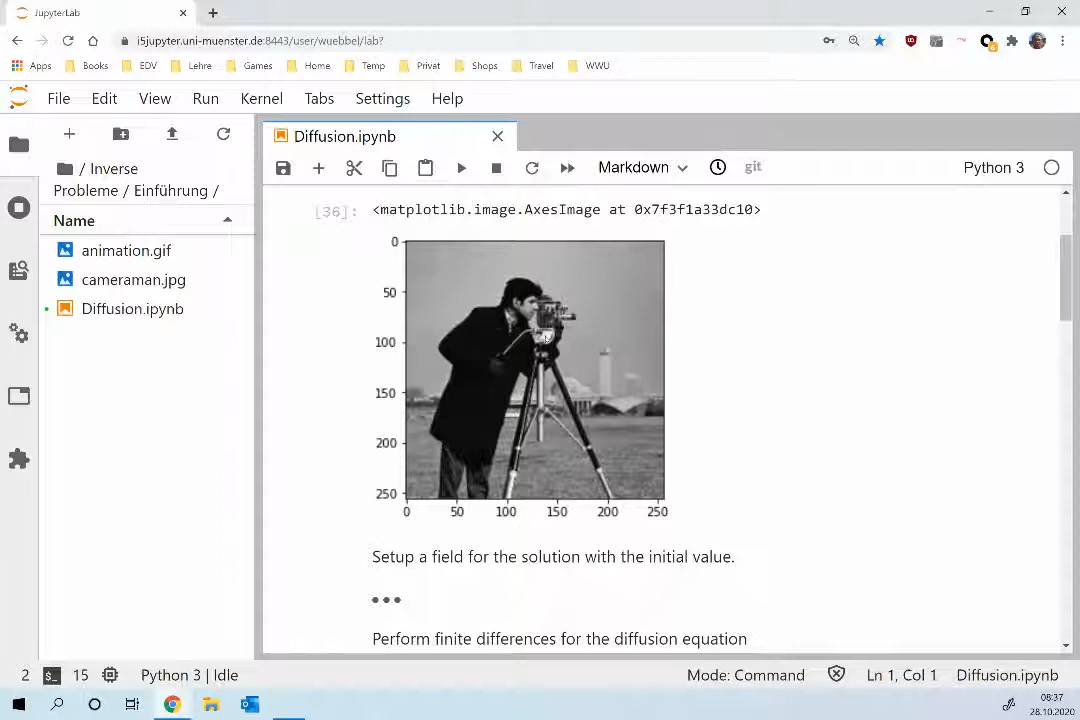 JupyterLab
i5jupyter.uni-muenster.de:8443/user/wuebbel/lab?
Apps Books EDV Lehre Games Home Temp Privat Shops Travel WWU
File Edit View Run Kernel Tabs Settings Help
Diffusion.ipynb
Markdown git Python 3
/ Inverse
Probleme / Einführung /
Name
animation.gif
cameraman.jpg
Diffusion.ipynb
[36]: <matplotlib.image.AxesImage at 0x7f3f1a33dc10>
0
50
100
150
200
250
0 50 100 150 200 250
Setup a field for the solution with the initial value.
Perform finite differences for the diffusion equation
2 $_ 15 Python 3 | Idle Mode: Command Ln 1, Col 1 Diffusion.ipynb
08:37
28.10.2020